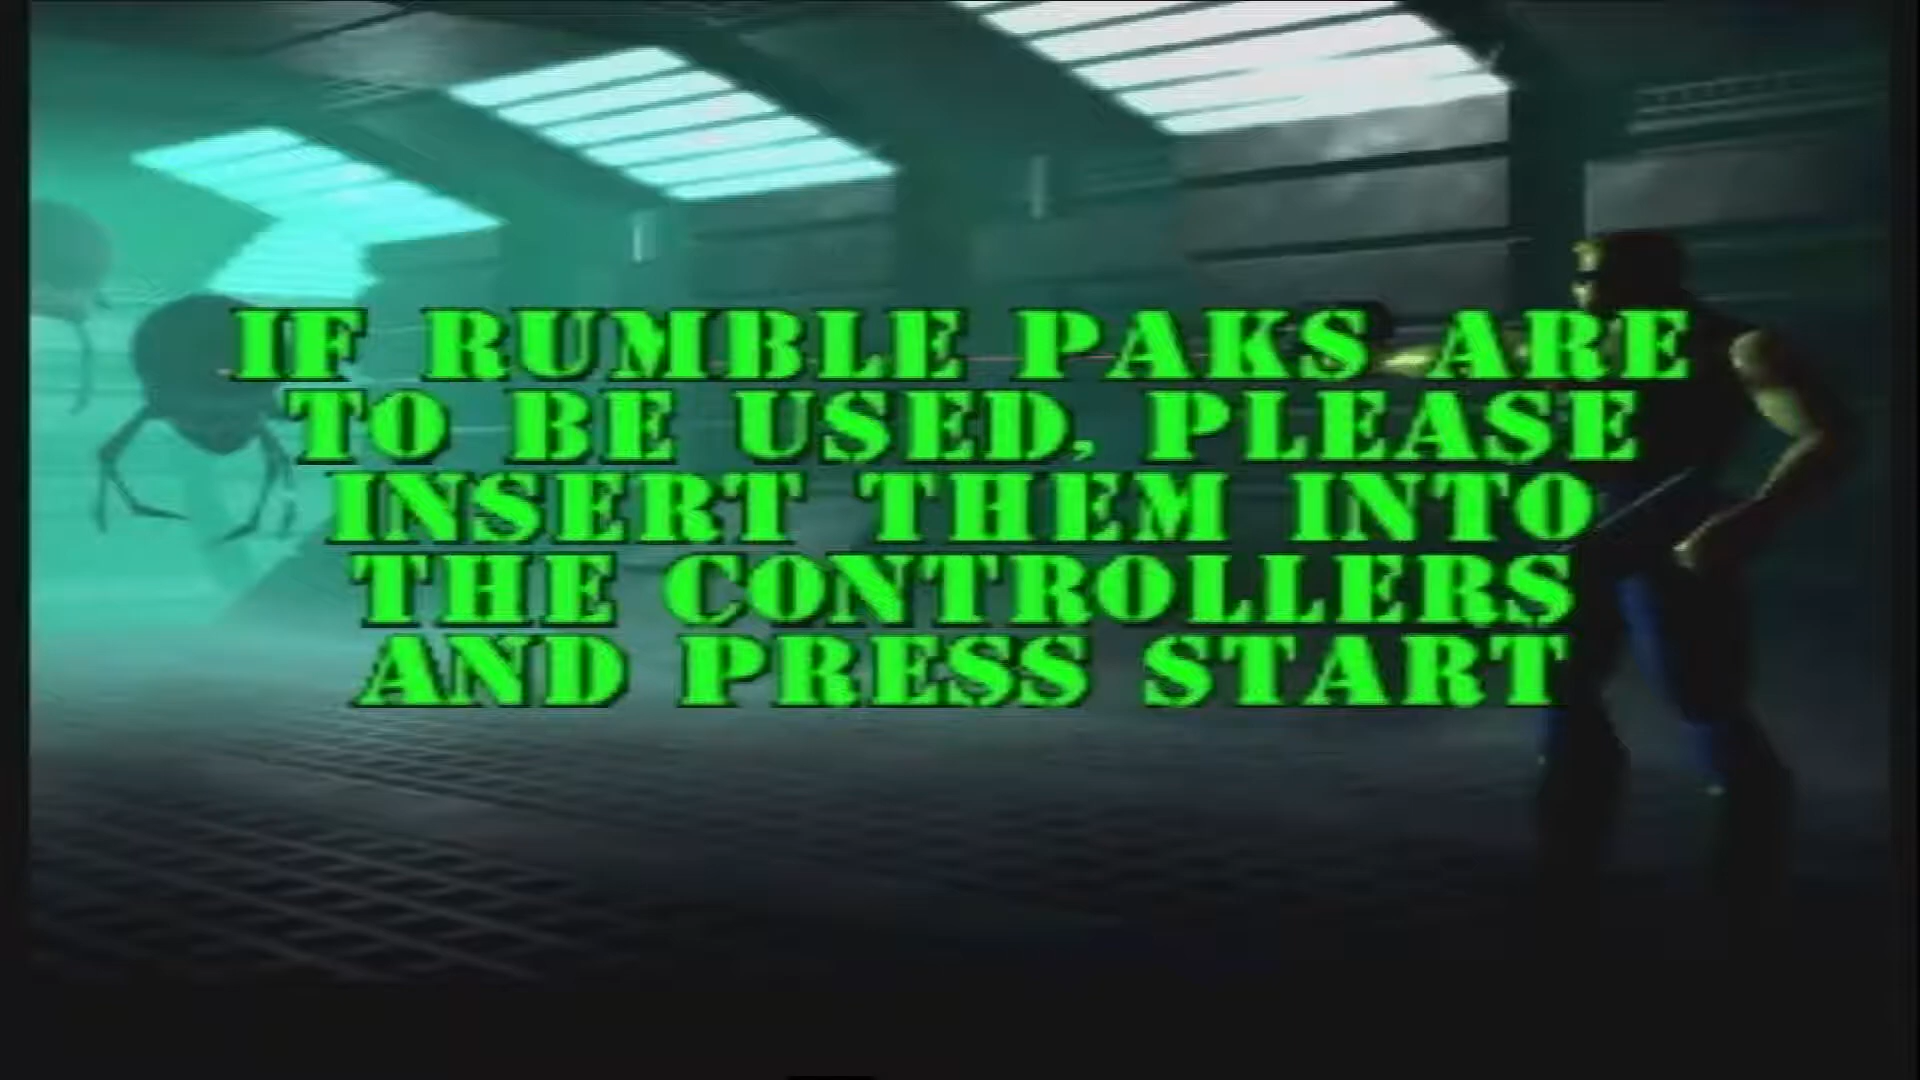 IF RUMBLE PAKS ARE
TO BE USED, PLEASE
INSERT THEM INTO
THE CONTROLLERS
AND PRESS START